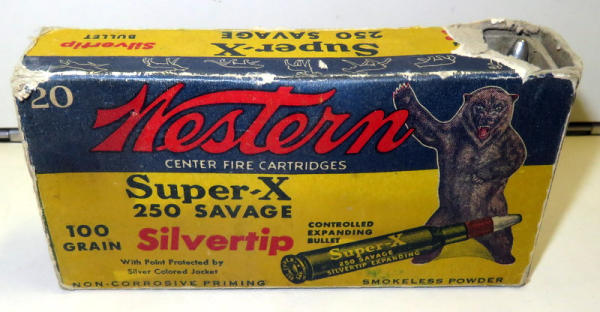 Silvertip
BULLET
Super-X
250 SAVAGE
20
Western
CENTER FIRE CARTRIDGES
Super-X
250 SAVAGE
100
GRAIN
Silvertip
CONTROLLED
EXPANDING
BULLET
With Point Protected by
Silver Colored Jacket
Super-X
250 SAVAGE
SILVERTIP EXPANDING
NON-CORROSIVE PRIMING
SMOKELESS POWDER